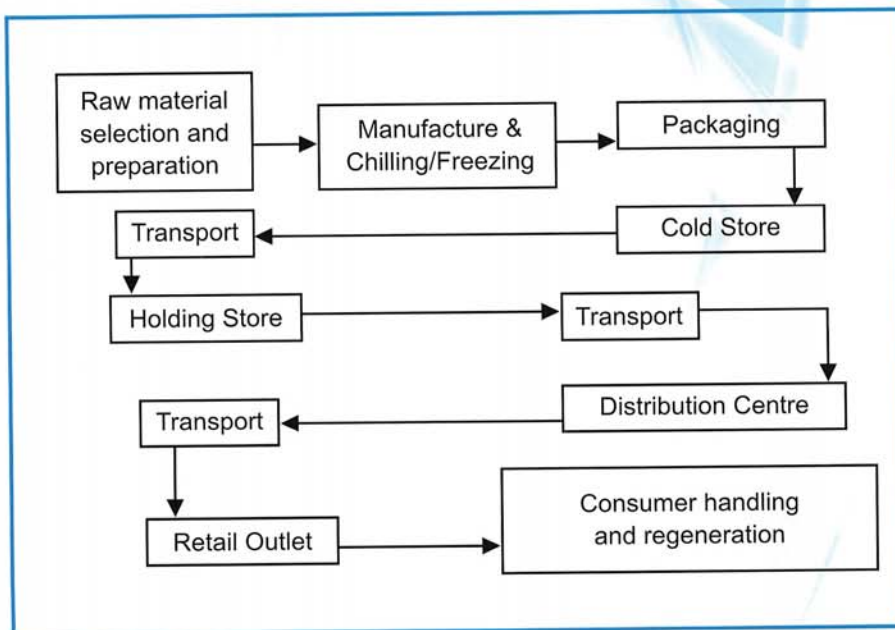 Raw material
selection and
preparation
Manufacture &
Chilling/Freezing
Packaging
Cold Store
Transport
Holding Store
Transport
Distribution Centre
Transport
Retail Outlet
Consumer handling
and regeneration